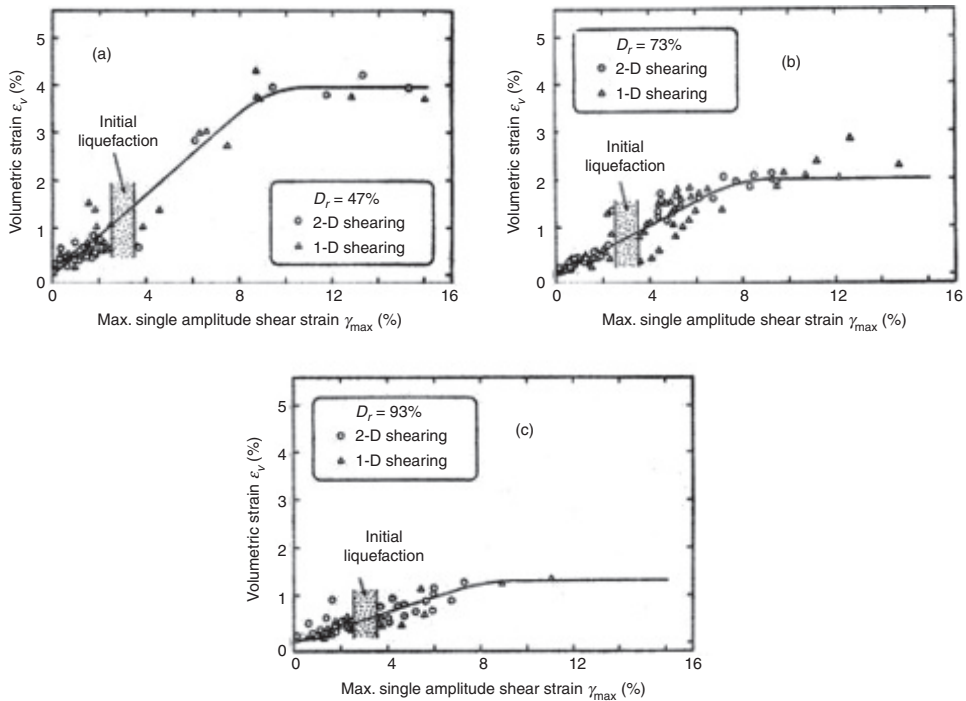 5
4
3
2
1
0
Volumetric strain εv (%)
(a)
Initial
liquefaction
Dr = 47%
2-D shearing
1-D shearing
0 4 8 12 16
Max. single amplitude shear strain γmax (%)
5
4
3
2
1
0
Volumetric strain εv (%)
Dr = 73%
2-D shearing
1-D shearing
(b)
Initial
liquefaction
0 4 8 12 16
Max. single amplitude shear strain γmax (%)
5
4
3
2
1
0
Volumetric strain εv (%)
Dr = 93%
2-D shearing
1-D shearing
(c)
Initial
liquefaction
0 4 8 12 16
Max. single amplitude shear strain γmax (%)